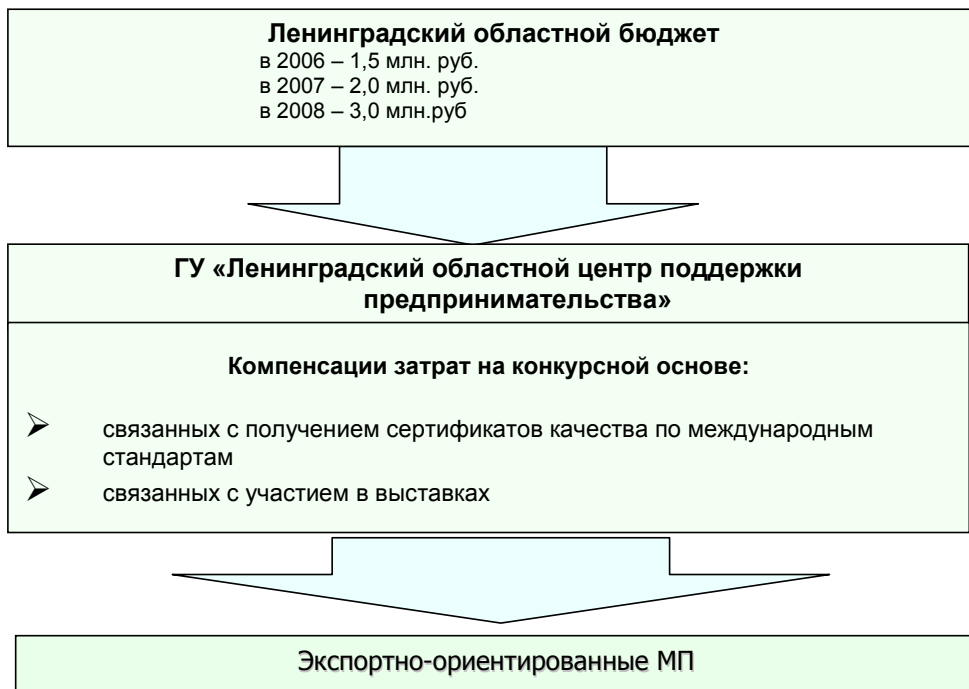 Ленинградский областной бюджет
в 2006 – 1,5 млн. руб.
в 2007 – 2,0 млн. руб.
в 2008 – 3,0 млн.руб
ГУ «Ленинградский областной центр поддержки
предпринимательства»
Компенсации затрат на конкурсной основе:
➢ связанных с получением сертификатов качества по международным
стандартам
➢ связанных с участием в выставках
Экспортно-ориентированные МП